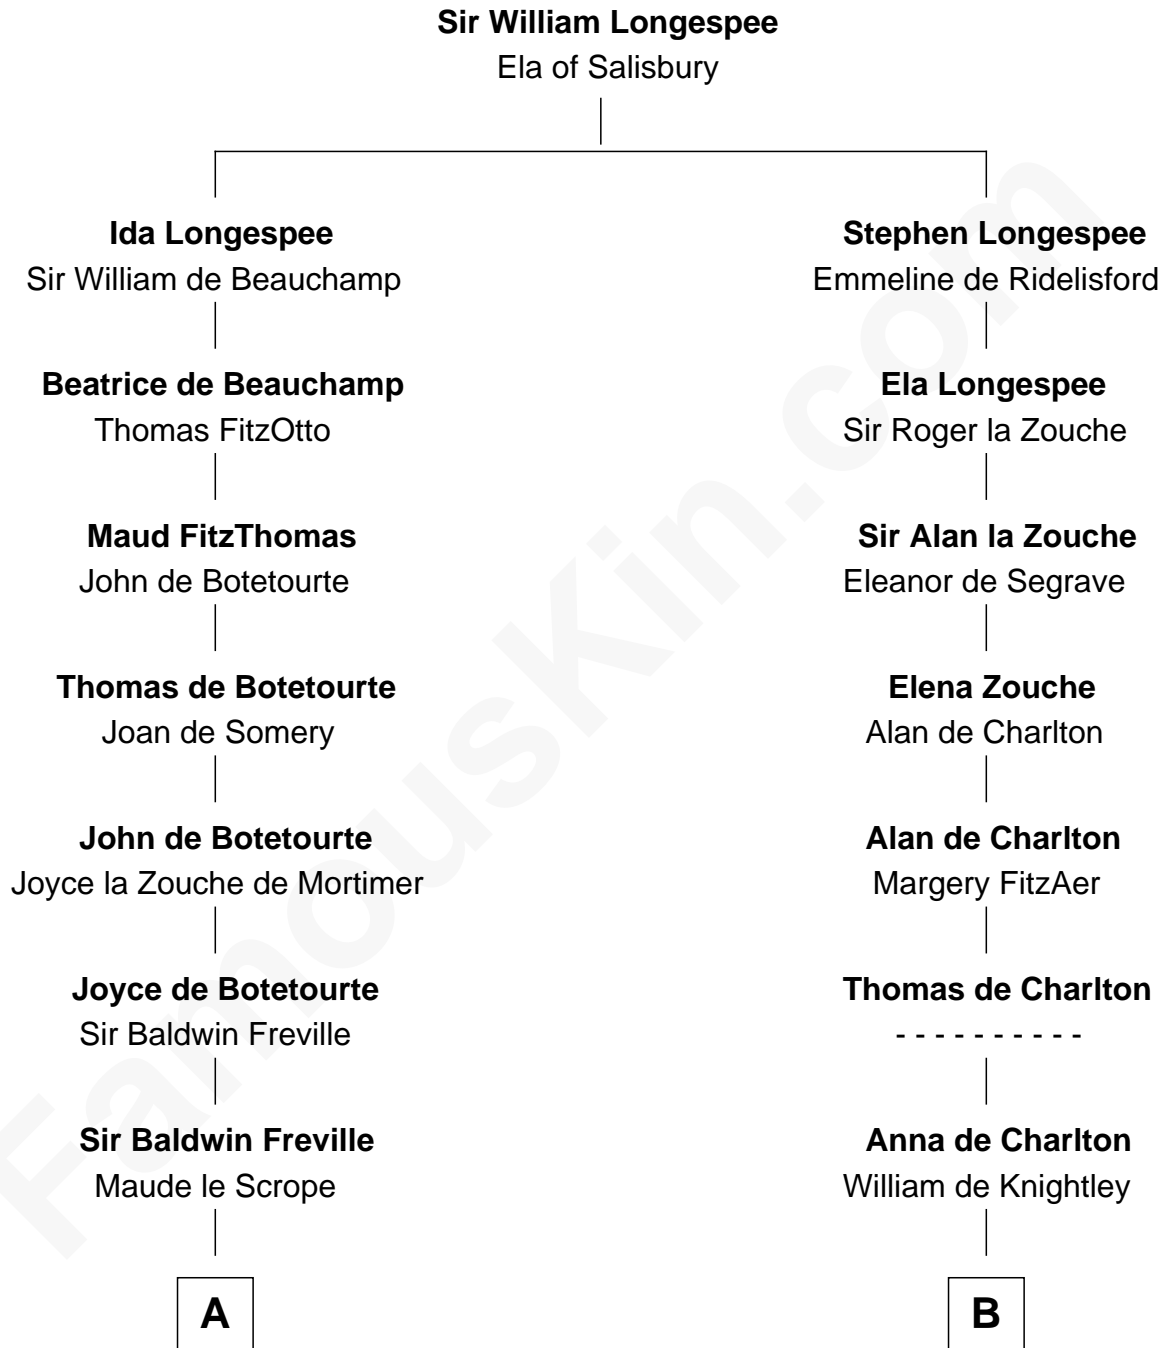 Sir William Longespee
Ela of Salisbury
Ida Longespee
Sir William de Beauchamp
Beatrice de Beauchamp
Thomas FitzOtto
Maud FitzThomas
John de Botetourte
Thomas de Botetourte
Joan de Somery
John de Botetourte
Joyce la Zouche de Mortimer
Joyce de Botetourte
Sir Baldwin Freville
Sir Baldwin Freville
Maude le Scrope
A
Stephen Longespee
Emmeline de Ridelisford
Ela Longespee
Sir Roger la Zouche
Sir Alan la Zouche
Eleanor de Segrave
Elena Zouche
Alan de Charlton
Alan de Charlton
Margery FitzAer
Thomas de Charlton
- - - - - - - - - -
Anna de Charlton
William de Knightley
B
FamousKin.com